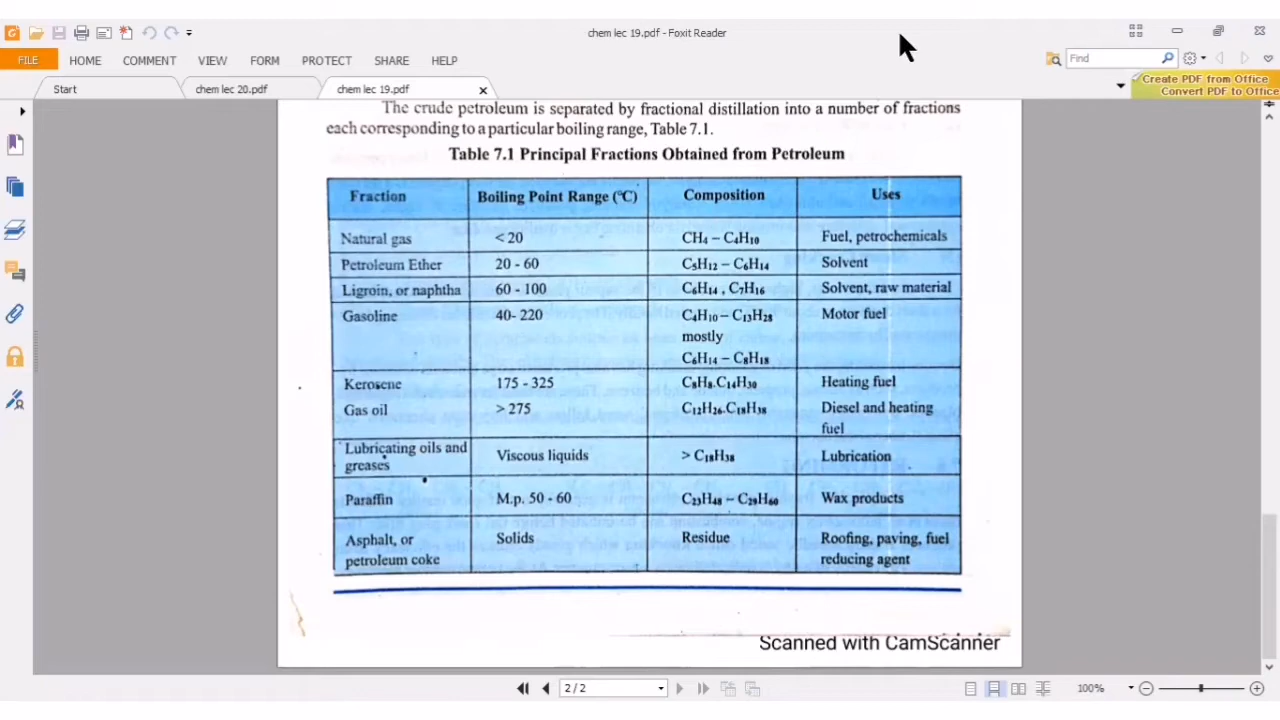 chem lec 19.pdf - Foxit Reader
FILE HOME COMMENT VIEW FORM PROTECT SHARE HELP
Find
Create PDF from Office
Convert PDF to Office
Start chem lec 20.pdf chem lec 19.pdf
The crude petroleum is separated by fractional distillation into a number of fractions
each corresponding to a particular boiling range, Table 7.1.
Table 7.1 Principal Fractions Obtained from Petroleum
Fraction Boiling Point Range (°C) Composition Uses
Natural gas < 20 CH₄ – C₄H₁₀ Fuel, petrochemicals
Petroleum Ether 20 - 60 C₅H₁₂ – C₆H₁₄ Solvent
Ligroin, or naphtha 60 - 100 C₆H₁₄ , C₇H₁₆ Solvent, raw material
Gasoline 40- 220 C₄H₁₀ – C₁₃H₂₈ Motor fuel
mostly
C₆H₁₄ – C₈H₁₈
Kerosene 175 - 325 C₈H₈.C₁₄H₃₀ Heating fuel
Gas oil > 275 C₁₂H₂₆.C₁₈H₃₈ Diesel and heating
fuel
Lubricating oils and
greases Viscous liquids > C₁₈H₃₈ Lubrication
Paraffin M.p. 50 - 60 C₂₃H₄₈ – C₂₉H₆₀ Wax products
Asphalt, or Solids Residue Roofing, paving, fuel
petroleum coke reducing agent
Scanned with CamScanner
2 / 2 100%